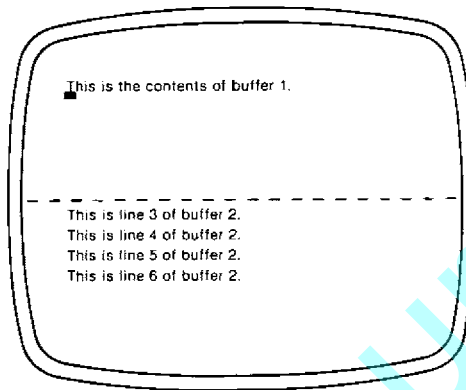 This is the contents of buffer 1.
This is line 3 of buffer 2.
This is line 4 of buffer 2.
This is line 5 of buffer 2.
This is line 6 of buffer 2.